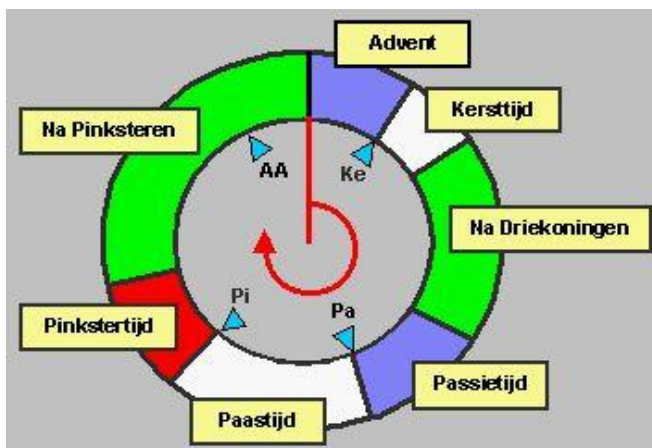 Advent
Kersttijd
Na Pinksteren
AA
Ke
Na Driekoningen
Pi
Pa
Pinkstertijd
Passietijd
Paastijd